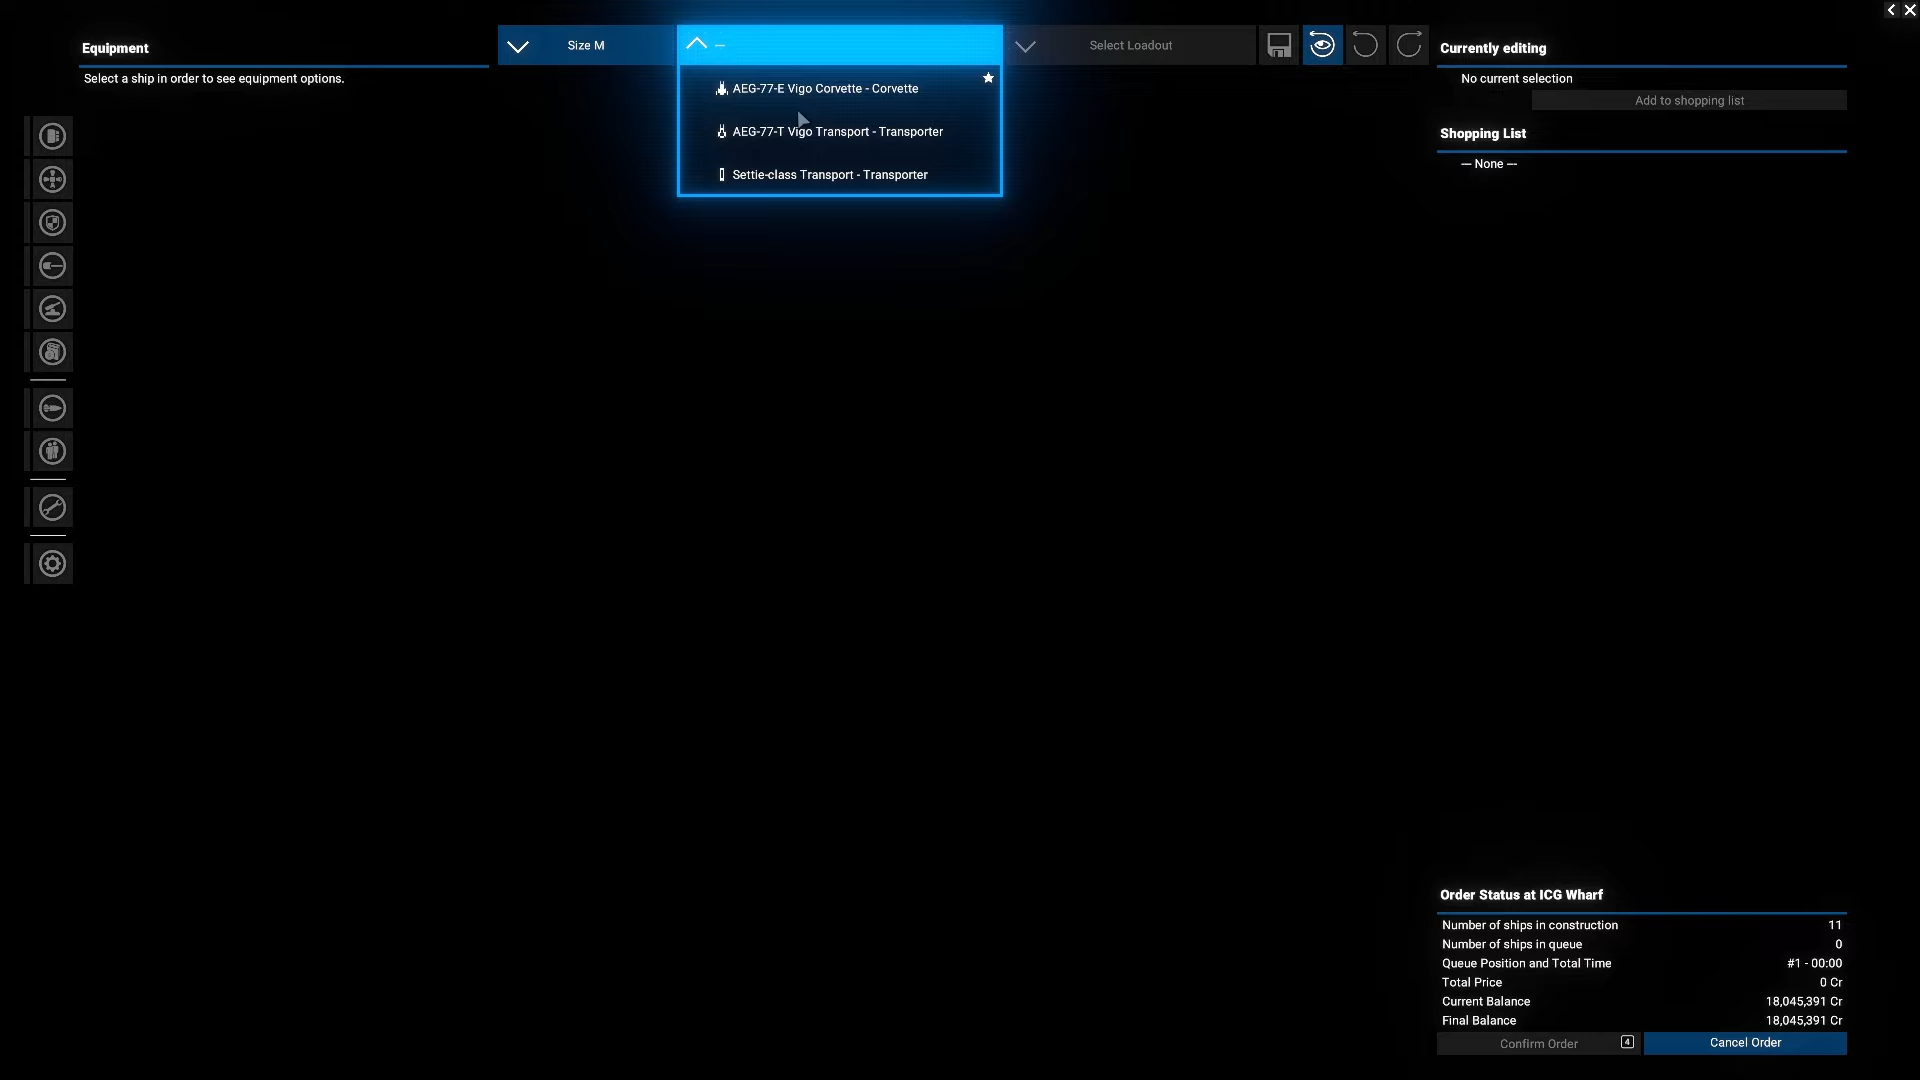 Equipment
Select a ship in order to see equipment options.
Size M
--
Select Loadout
AEG-77-E Vigo Corvette - Corvette
AEG-77-T Vigo Transport - Transporter
Settie-class Transport - Transporter
Currently editing
No current selection
Add to shopping list
Shopping List
--- None ---
Order Status at ICG Wharf
Number of ships in construction 11
Number of ships in queue 0
Queue Position and Total Time #1 - 00:00
Total Price 0 Cr
Current Balance 18,045,391 Cr
Final Balance 18,045,391 Cr
Confirm Order 4
Cancel Order